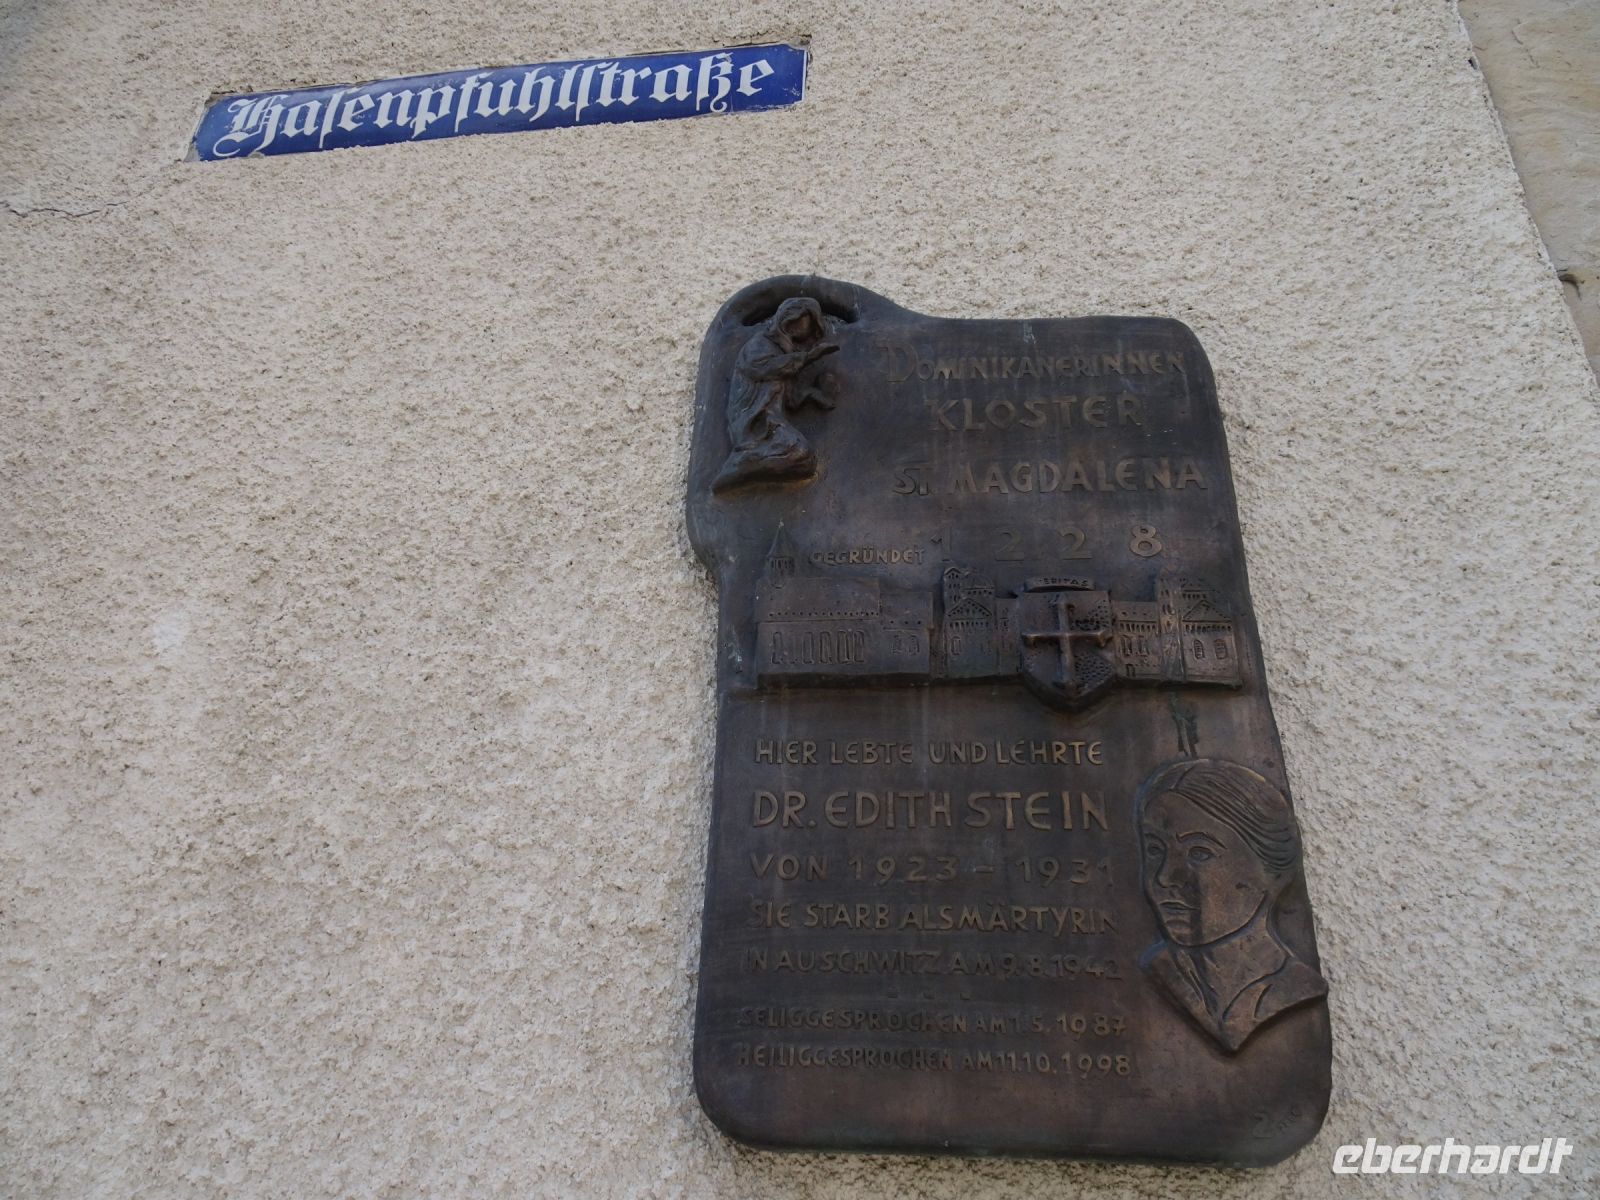 Hasenpfuhlstraße
DOMINIKANERINNEN
KLOSTER
ST. MAGDALENA
GEGRÜNDET 1228
VERITAS
HIER LEBTE UND LEHRTE
DR. EDITH STEIN
VON 1923 - 1931
SIE STARB ALS MÄRTYRIN
IN AUSCHWITZ AM 9.8.1942
- - -
SELIGGESPROCHEN AM 1.5.1987
HEILIGGESPROCHEN AM 11.10.1998
eberhardt